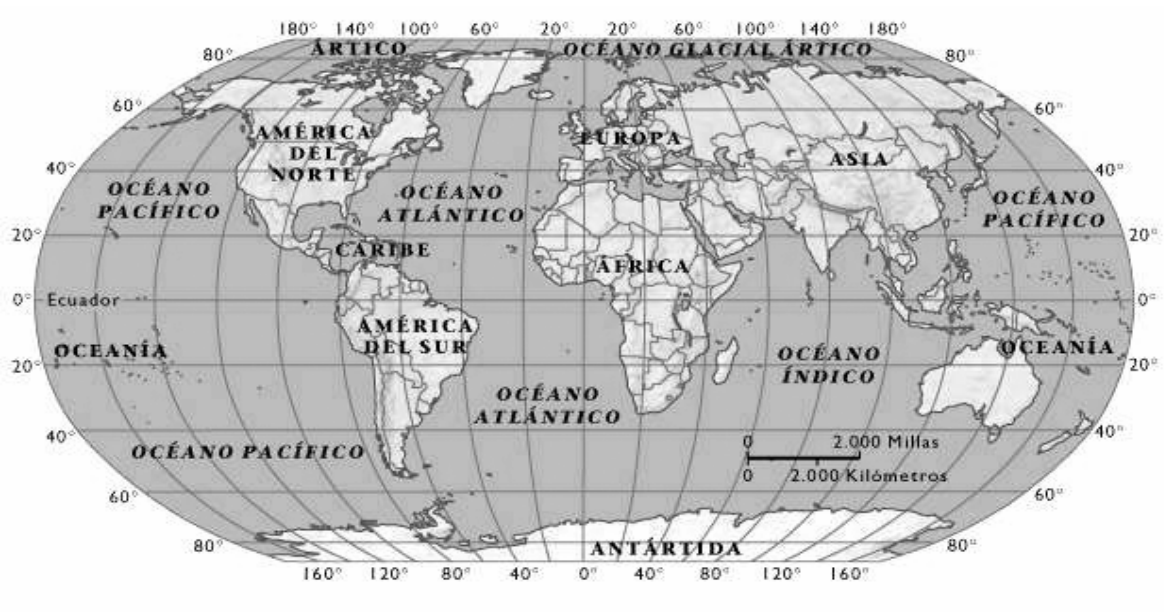 180° 140° 100° 60° 20° 20° 60° 100° 140° 180°
80° ÁRTICO OCÉANO GLACIAL ÁRTICO 80°
60° 60°
AMÉRICA
DEL
NORTE
EUROPA
ASIA
40° 40°
OCÉANO
PACÍFICO
OCÉANO
ATLÁNTICO
OCÉANO
PACÍFICO
20° 20°
CARIBE
ÁFRICA
0° Ecuador 0°
AMÉRICA
DEL SUR
OCEANÍA
OCEANÍA
20° 20°
OCÉANO
ÍNDICO
OCÉANO
ATLÁNTICO
40° 40°
OCÉANO PACÍFICO
0 2.000 Millas
0 2.000 Kilómetros
60° 60°
80° ANTÁRTIDA 80°
160° 120° 80° 40° 0° 40° 80° 120° 160°